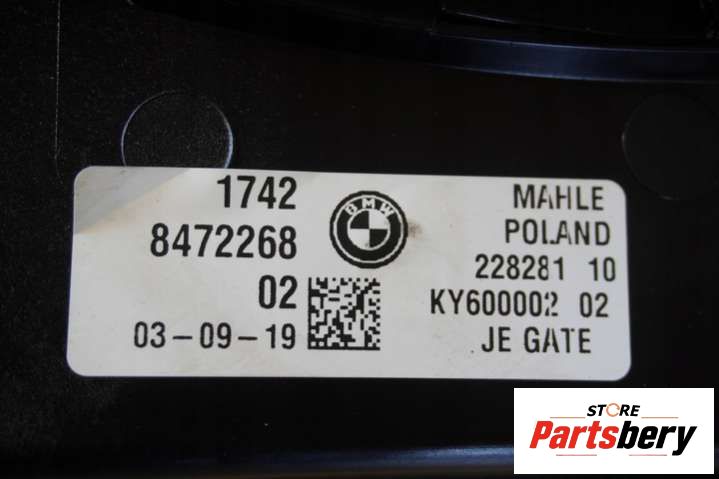 1742
8472268
02
03-09-19
BMW
MAHLE
POLAND
228281 10
KY600002 02
JE GATE
STORE
Partsbery